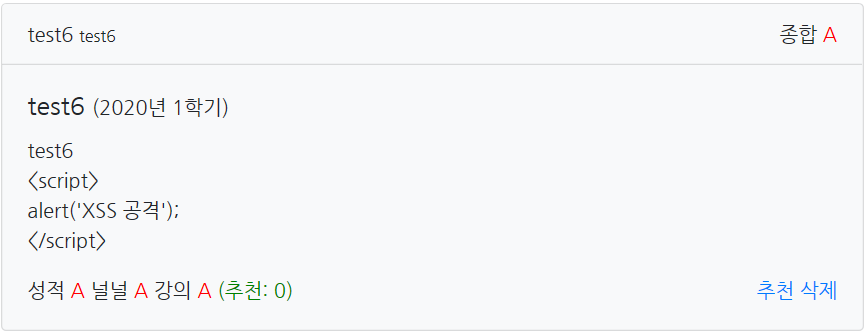 test6 test6 종합 A
test6 (2020년 1학기)
test6
<script>
alert('XSS 공격');
</script>
성적 A 널널 A 강의 A (추천: 0) 추천 삭제